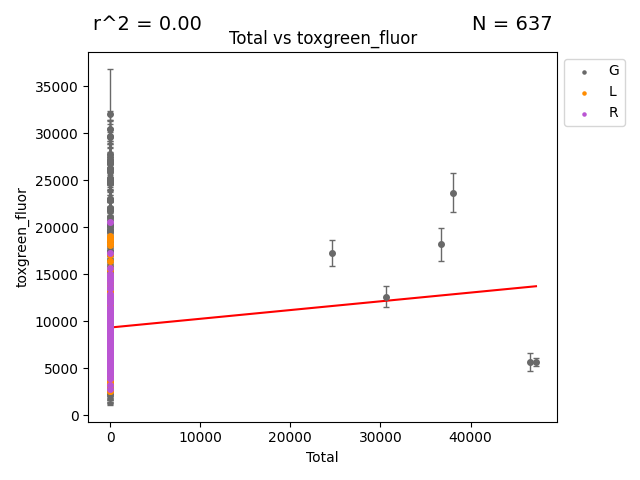 r^2 = 0.00
N = 637
Total vs toxgreen_fluor
G
L
R
35000
30000
25000
20000
15000
10000
5000
0
toxgreen_fluor
0
10000
20000
30000
40000
Total